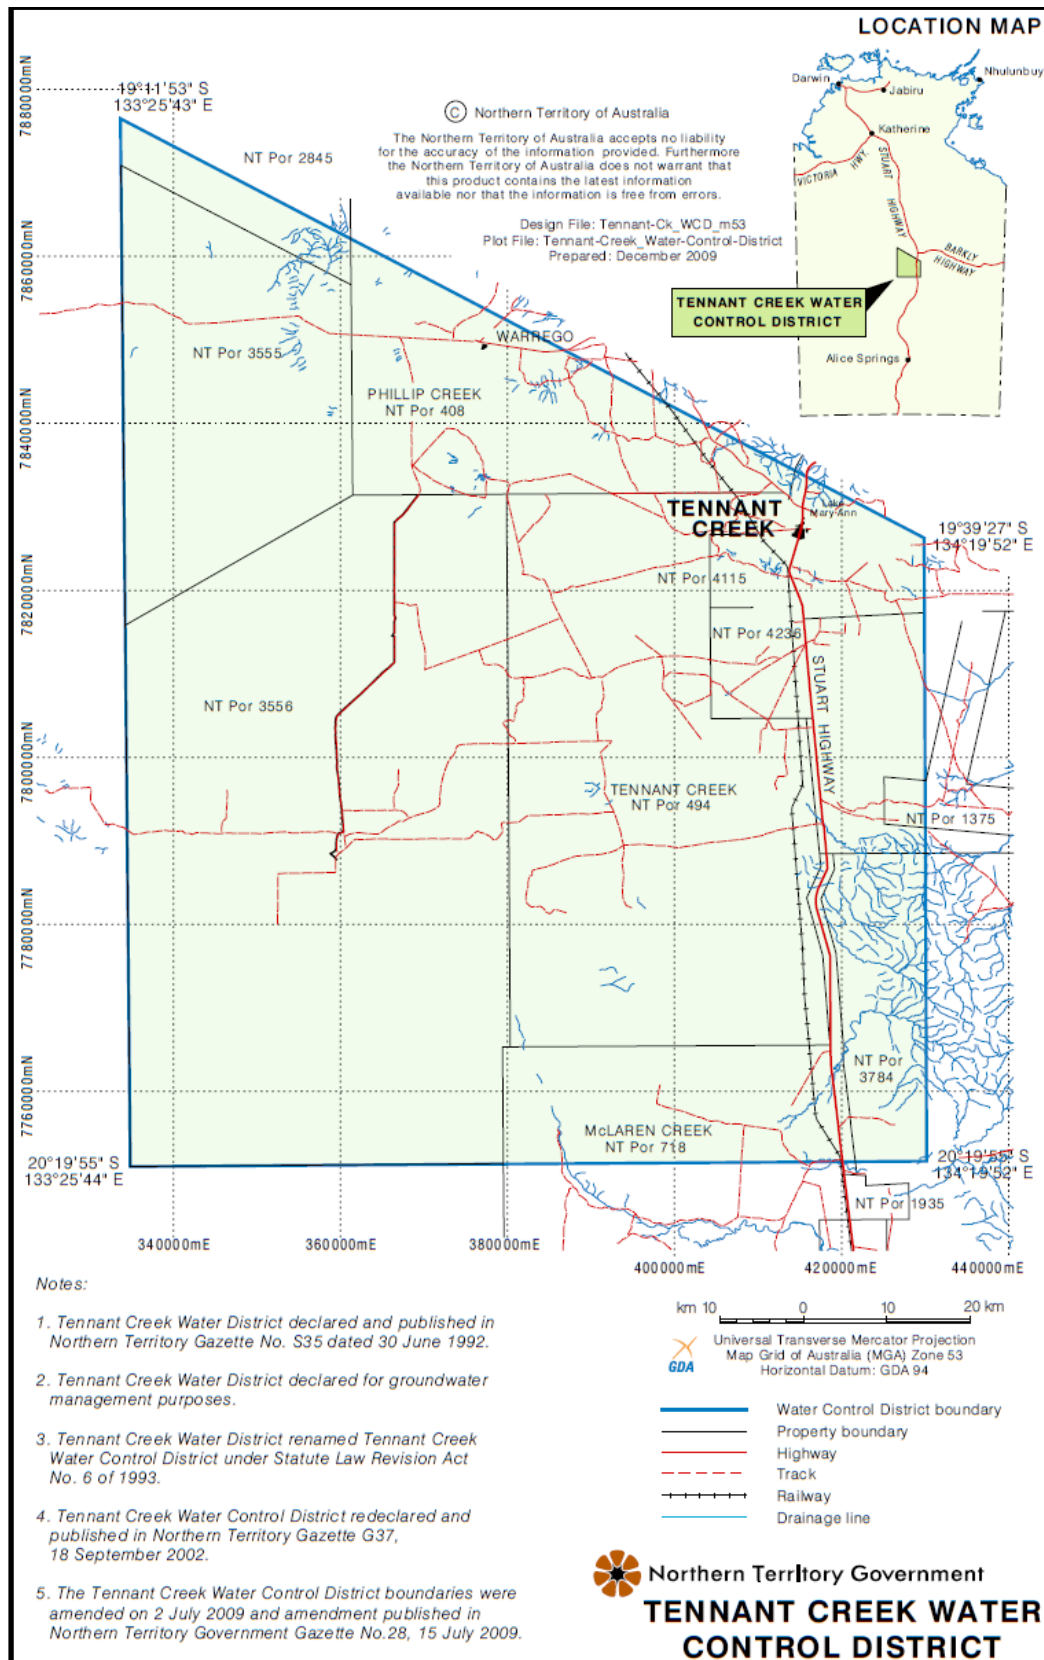 LOCATION MAP
Darwin
Nhulunbuy
Jabiru
Katherine
VICTORIA HWY.
STUART HIGHWAY
BARKLY HIGHWAY
TENNANT CREEK WATER
CONTROL DISTRICT
Alice Springs
19°11'53" S
133°25'43" E
© Northern Territory of Australia
The Northern Territory of Australia accepts no liability
for the accuracy of the information provided. Furthermore
the Northern Territory of Australia does not warrant that
this product contains the latest information
available nor that the information is free from errors.
Design File: Tennant-Ck_WCD_m53
Plot File: Tennant-Creek_Water-Control-District
Prepared: December 2009
7880000mN
7860000mN
7840000mN
7820000mN
7800000mN
7780000mN
7760000mN
NT Por 2845
WARREGO
NT Por 3555
PHILLIP CREEK
NT Por 408
TENNANT
CREEK
Lake
Mary-Ann
19°39'27" S
134°19'52" E
NT Por 4115
NT Por 4236
STUART HIGHWAY
NT Por 3556
TENNANT CREEK
NT Por 494
NT Por 1375
NT Por
3784
McLAREN CREEK
NT Por 718
20°19'55" S
133°25'44" E
20°19'55" S
134°19'52" E
NT Por 1935
340000mE
360000mE
380000mE
400000mE
420000mE
440000mE
Notes:
1. Tennant Creek Water District declared and published in
Northern Territory Gazette No. S35 dated 30 June 1992.
2. Tennant Creek Water District declared for groundwater
management purposes.
3. Tennant Creek Water District renamed Tennant Creek
Water Control District under Statute Law Revision Act
No. 6 of 1993.
4. Tennant Creek Water Control District redeclared and
published in Northern Territory Gazette G37,
18 September 2002.
5. The Tennant Creek Water Control District boundaries were
amended on 2 July 2009 and amendment published in
Northern Territory Government Gazette No.28, 15 July 2009.
km 10 0 10 20 km
GDA
Universal Transverse Mercator Projection
Map Grid of Australia (MGA) Zone 53
Horizontal Datum: GDA 94
Water Control District boundary
Property boundary
Highway
Track
Railway
Drainage line
Northern Territory Government
TENNANT CREEK WATER
CONTROL DISTRICT